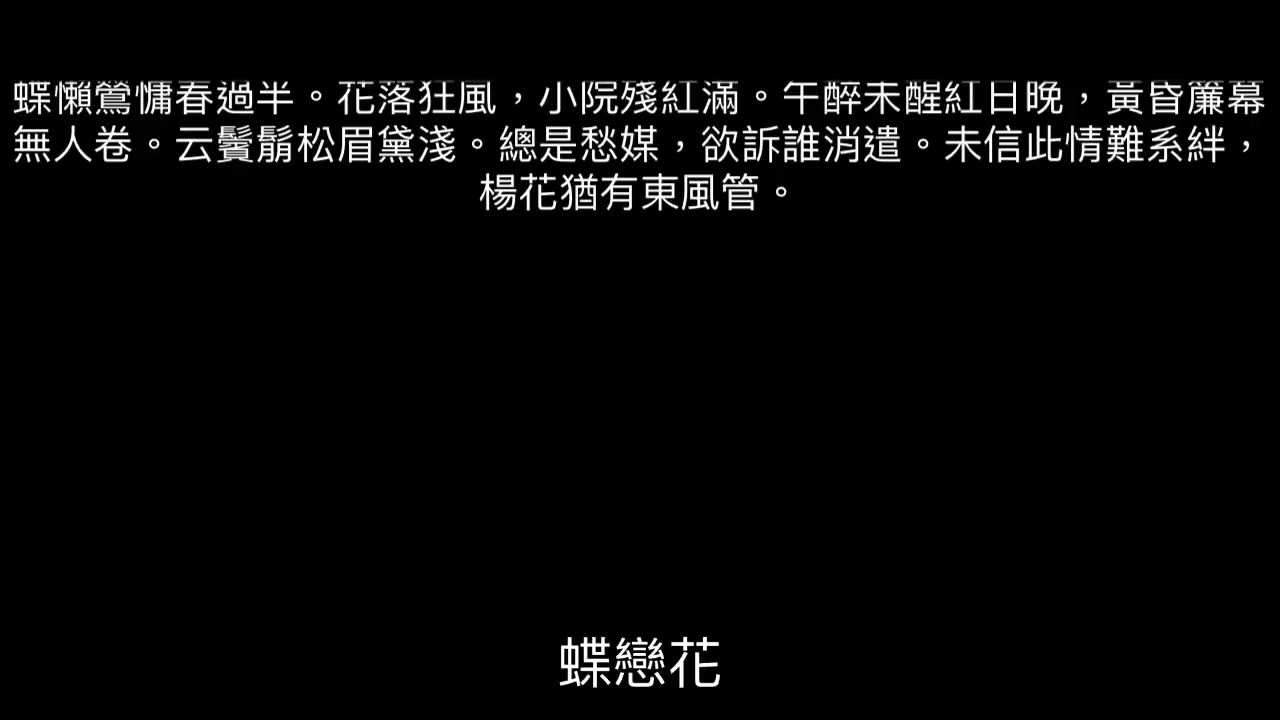 蝶懶鶯慵春過半。花落狂風，小院殘紅滿。午醉未醒紅日晚，黃昏簾幕
無人卷。云鬢鬅松眉黛淺。總是愁媒，欲訴誰消遣。未信此情難系絆，
楊花猶有東風管。
蝶戀花